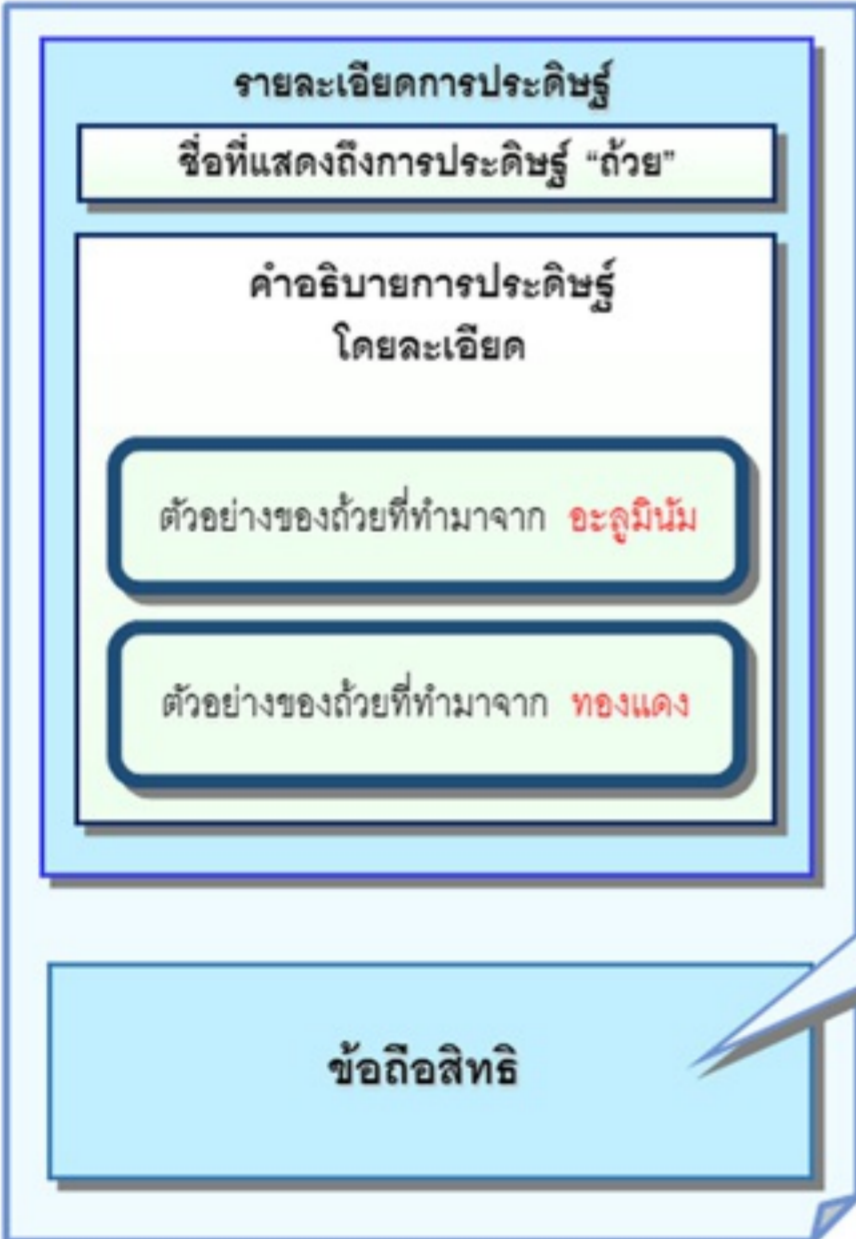 รายละเอียดการประดิษฐ์
ชื่อที่แสดงถึงการประดิษฐ์ “ถ้วย”
คำอธิบายการประดิษฐ์
โดยละเอียด
ตัวอย่างของถ้วยที่ทำมาจาก อะลูมินัม
ตัวอย่างของถ้วยที่ทำมาจาก ทองแดง
ข้อถือสิทธิ